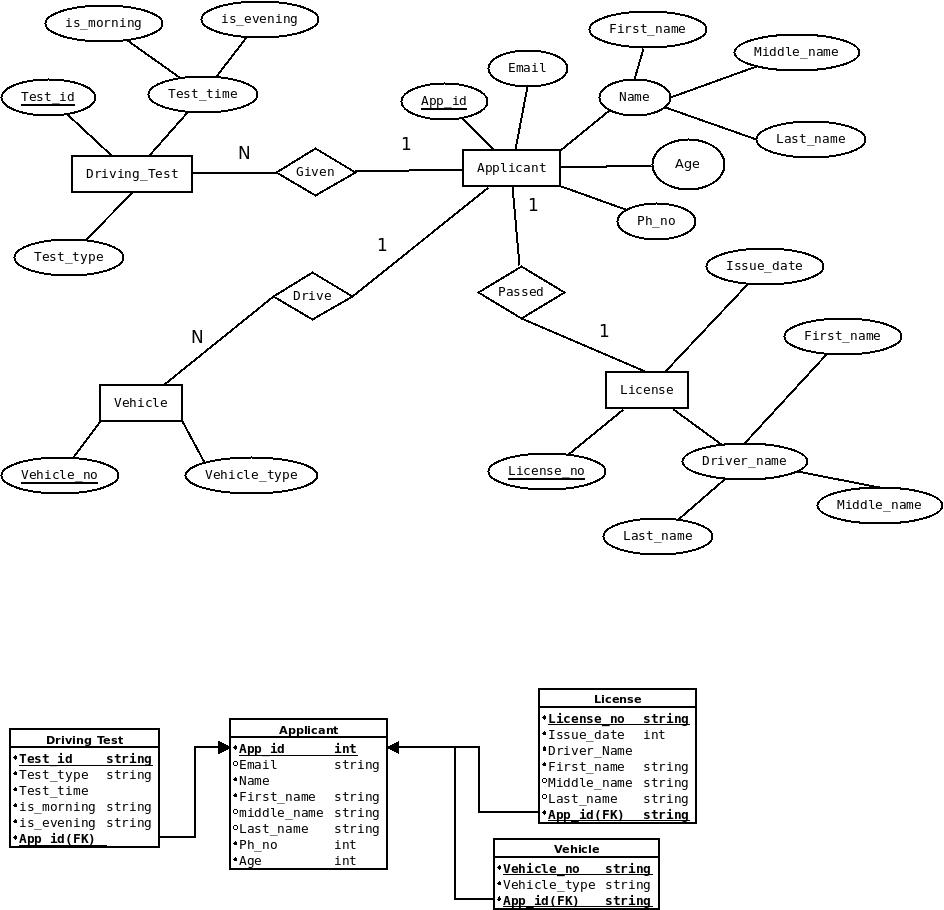 is_morning
is_evening
First_name
Middle_name
Email
Test_id
Test_time
App_id
Name
Last_name
N
1
Driving_Test
Given
Applicant
Age
1
Ph_no
1
Test_type
Issue_date
Drive
Passed
N
1
First_name
Vehicle
License
Vehicle_no
Vehicle_type
License_no
Driver_name
Middle_name
Last_name
Driving Test
Test_id string
Test_type string
Test_time
is_morning string
is_evening string
App_id(FK)
Applicant
App_id int
Email string
Name
First_name string
middle_name string
Last_name string
Ph_no int
Age int
License
License_no string
Issue_date int
Driver_Name
First_name string
Middle_name string
Last_name string
App_id(FK) string
Vehicle
Vehicle_no string
Vehicle_type string
App_id(FK) string